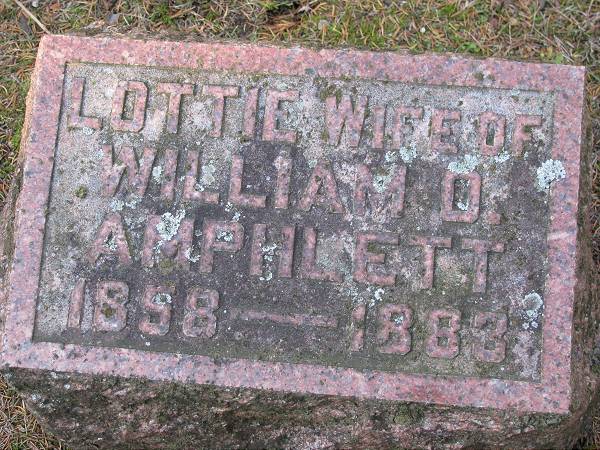 LOTTIE WIFE OF
WILLIAM O.
AMPHLETT
1858 — 1883